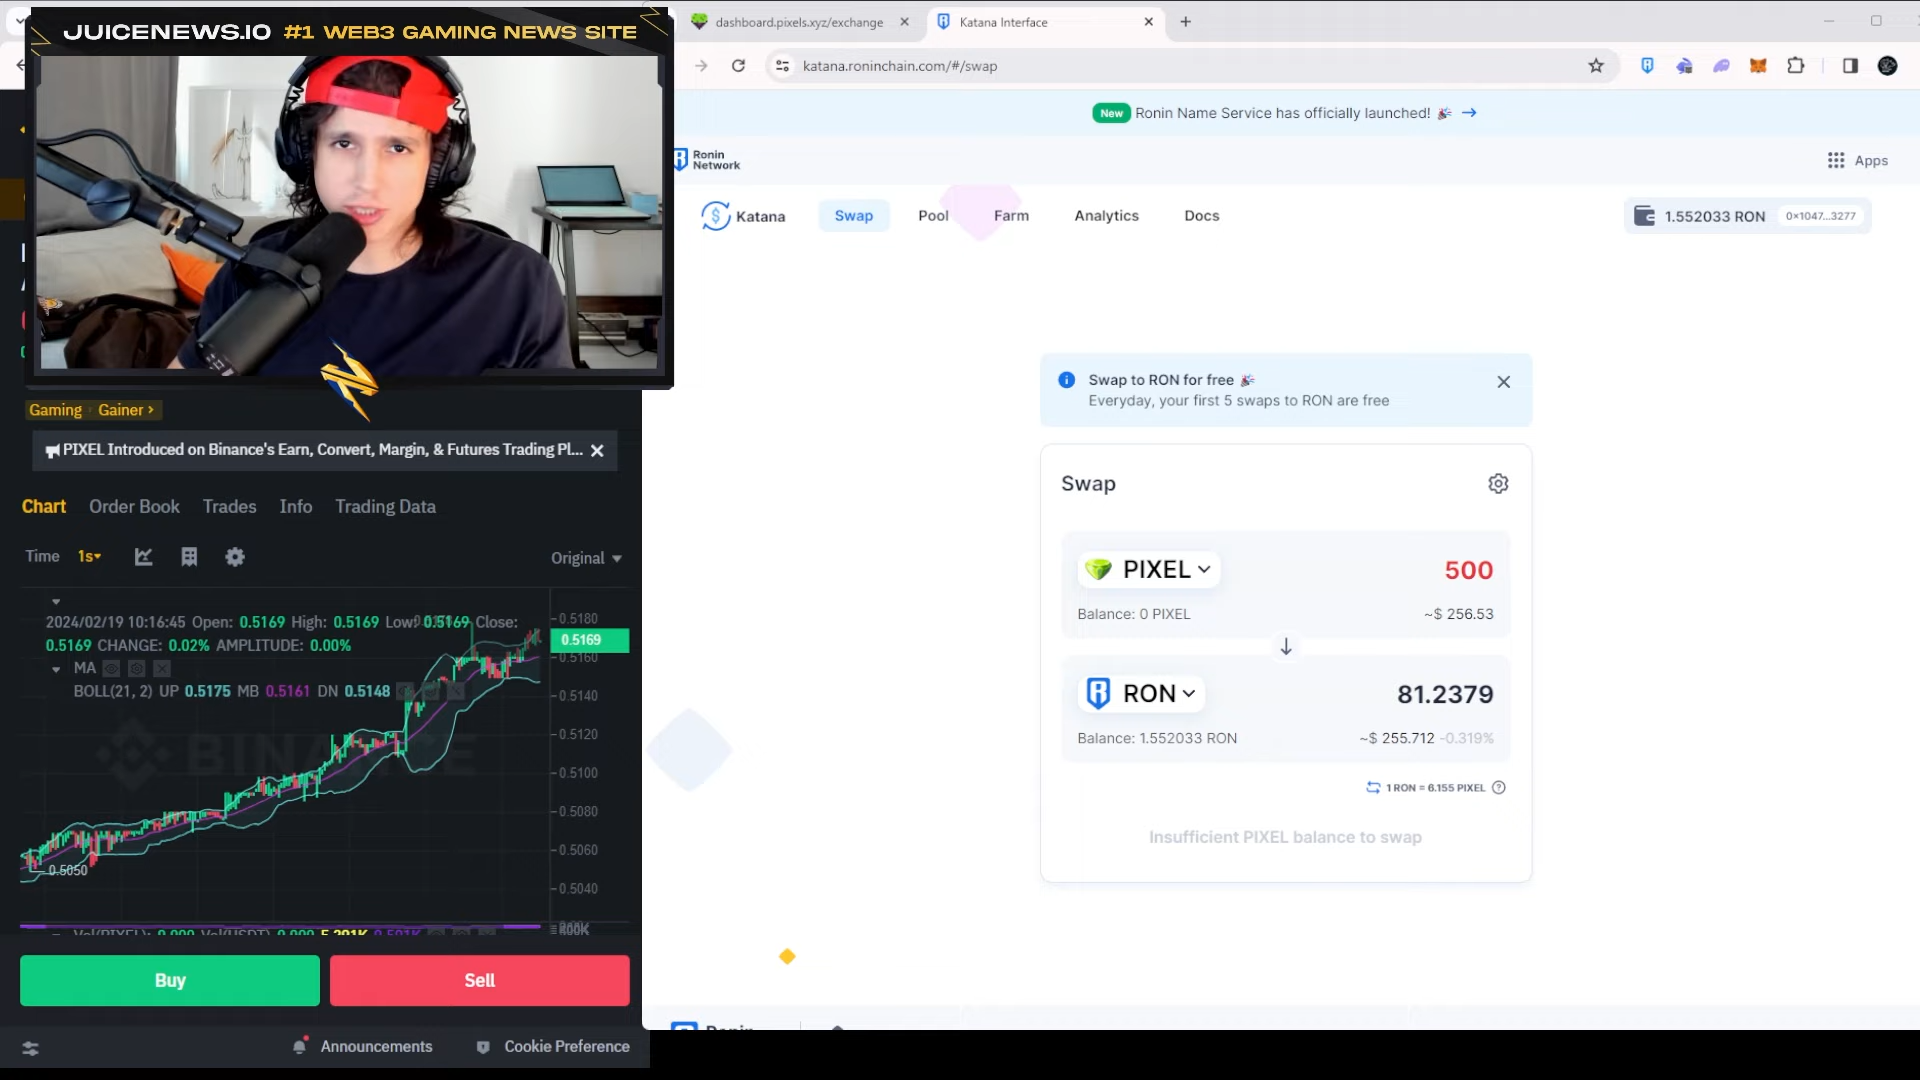 JUICENEWS.IO #1 WEB3 GAMING NEWS SITE
dashboard.pixels.xyz/exchange
Katana Interface
katana.roninchain.com/#/swap
New Ronin Name Service has officially launched!
Ronin
Network
Apps
Katana Swap Pool Farm Analytics Docs
1.552033 RON 0×1047...3277
Swap to RON for free
Everyday, your first 5 swaps to RON are free
Swap
PIXEL 500
Balance: 0 PIXEL ~$ 256.53
RON 81.2379
Balance: 1.552033 RON ~$ 255.712 -0.319%
1 RON = 6.155 PIXEL
Insufficient PIXEL balance to swap
Gaming Gainer
PIXEL Introduced on Binance's Earn, Convert, Margin, & Futures Trading Pl...
Chart Order Book Trades Info Trading Data
Time 1s Original
2024/02/19 10:16:45 Open: 0.5169 High: 0.5169 Low: 0.5169 Close:
0.5169 CHANGE: 0.02% AMPLITUDE: 0.00%
MA
BOLL(21, 2) UP 0.5175 MB 0.5161 DN 0.5148
0.5180
0.5169
0.5160
0.5140
0.5120
BINANCE
0.5100
0.5080
0.5060
0.5050
0.5040
Buy Sell
Announcements Cookie Preference